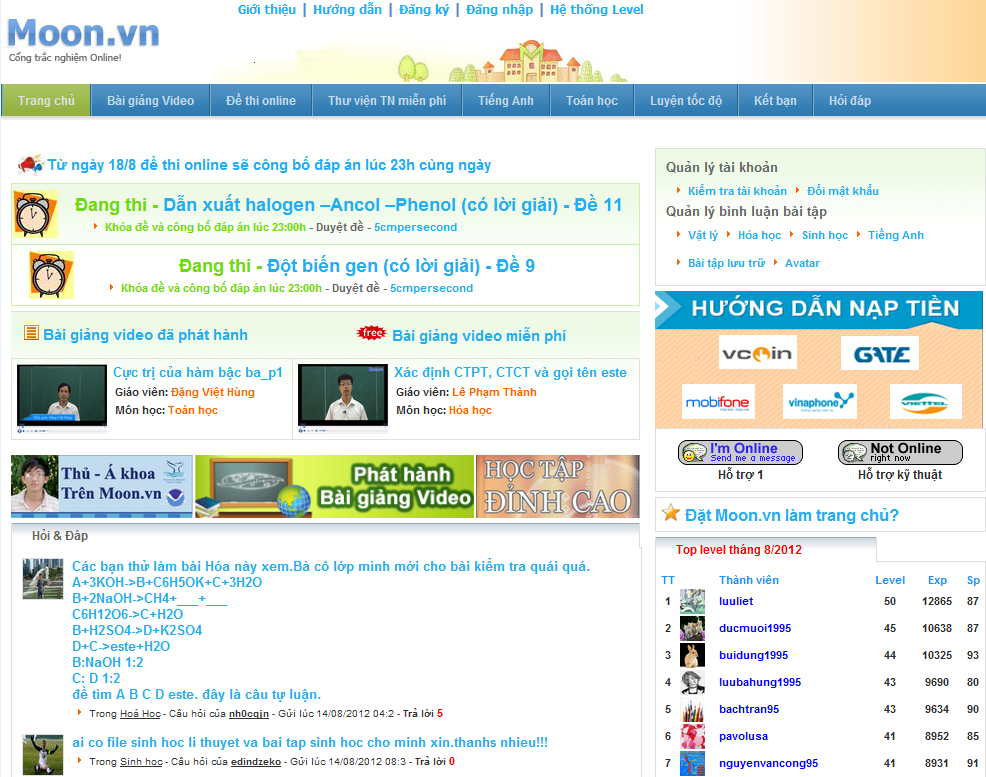 Giới thiệu | Hướng dẫn | Đăng ký | Đăng nhập | Hệ thống Level
Moon.vn
Cổng trắc nghiệm Online!
Trang chủ Bài giảng Video Đề thi online Thư viện TN miễn phí Tiếng Anh Toán học Luyện tốc độ Kết bạn Hỏi đáp
Từ ngày 18/8 đề thi online sẽ công bố đáp án lúc 23h cùng ngày
Đang thi - Dẫn xuất halogen –Ancol –Phenol (có lời giải) - Đề 11
Khóa đề và công bố đáp án lúc 23:00h - Duyệt đề - 5cmpersecond
Đang thi - Đột biến gen (có lời giải) - Đề 9
Khóa đề và công bố đáp án lúc 23:00h - Duyệt đề - 5cmpersecond
Bài giảng video đã phát hành
free Bài giảng video miễn phí
Cực trị của hàm bậc ba_p1
Giáo viên: Đặng Việt Hùng
Môn học: Toán học
Xác định CTPT, CTCT và gọi tên este
Giáo viên: Lê Phạm Thành
Môn học: Hóa học
Thủ - Á khoa
Trên Moon.vn
Phát hành
Bài giảng Video
HỌC TẬP
ĐỈNH CAO
Hỏi & Đáp
Các bạn thử làm bài Hóa này xem.Bà cô lớp mình mới cho bài kiểm tra quái quá.
A+3KOH->B+C6H5OK+C+3H2O
B+2NaOH->CH4+___+___
C6H12O6->C+H2O
B+H2SO4->D+K2SO4
D+C->este+H2O
B:NaOH 1:2
C: D 1:2
đề tìm A B C D este. đây là câu tự luận.
Trong Hoá Học - Câu hỏi của nh0cqjn - Gửi lúc 14/08/2012 04:2 - Trả lời 5
ai co file sinh hoc li thuyet va bai tap sinh hoc cho minh xin.thanhs nhieu!!!
Trong Sinh học - Câu hỏi của edindzeko - Gửi lúc 14/08/2012 08:3 - Trả lời 0
Quản lý tài khoản
Kiểm tra tài khoản Đổi mật khẩu
Quản lý bình luận bài tập
Vật lý Hóa học Sinh học Tiếng Anh
Bài tập lưu trữ Avatar
HƯỚNG DẪN NẠP TIỀN
vcoin GATE
mobifone vinaphone VIETTEL
I'm Online
Send me a message
Hỗ trợ 1
Not Online
right now
Hỗ trợ kỹ thuật
Đặt Moon.vn làm trang chủ?
Top level tháng 8/2012
TT Thành viên Level Exp Sp
1 luuliet 50 12865 87
2 ducmuoi1995 45 10638 87
3 buidung1995 44 10325 93
4 luubahung1995 43 9690 80
5 bachtran95 43 9634 90
6 pavolusa 41 8952 85
7 nguyenvancong95 41 8931 91